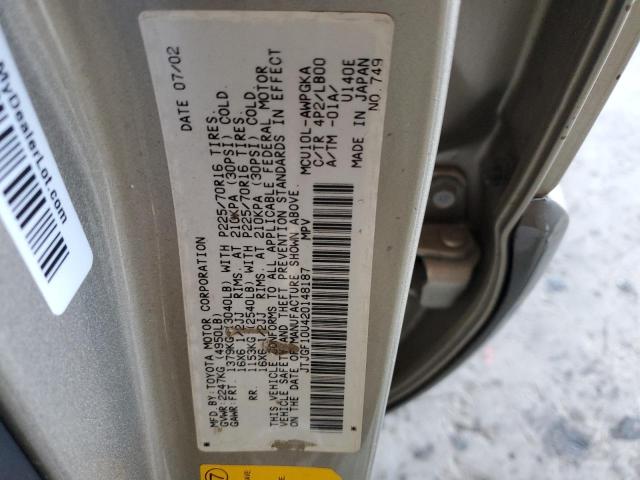 MyDealerLot.com
MFD.BY:TOYOTA MOTOR CORPORATION DATE 07/02
GVWR:2247KG (4950LB)
GAWR:FRT. 1379KG (3040LB) WITH P225/70R16 TIRES.
16X6 1/2JJ RIMS. AT 210KPA (30PSI) COLD.
RR. 1153KG (2540LB) WITH P225/70R16 TIRES.
16X6 1/2JJ RIMS. AT 210KPA (30PSI) COLD.
THIS VEHICLE CONFORMS TO ALL APPLICABLE FEDERAL MOTOR
VEHICLE SAFETY AND THEFT PREVENTION STANDARDS IN EFFECT
ON THE DATE OF MANUFACTURE SHOWN ABOVE.
JTJGF10U420148187 MPV
MCU10L-AWPGKA
C/TR 4P2/LB00
A/TM -01A/ U140E
MADE IN JAPAN
NO.749